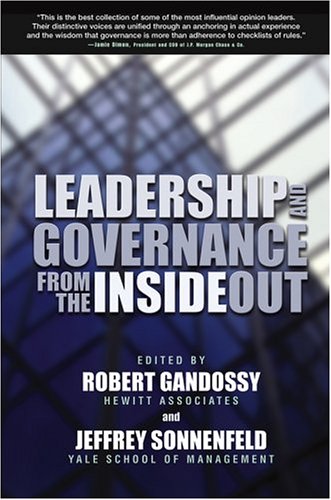 "This is the best collection of some of the most influential opinion leaders.
Their distinctive voices are unified through an anchoring in actual experience
and the wisdom that governance is more than adherence to checklists of rules."
—Jamie Dimon, President and COO of J.P. Morgan Chase & Co.
LEADERSHIP AND
GOVERNANCE
FROM THE INSIDEOUT
EDITED BY
ROBERT GANDOSSY
HEWITT ASSOCIATES
and
JEFFREY SONNENFELD
YALE SCHOOL OF MANAGEMENT